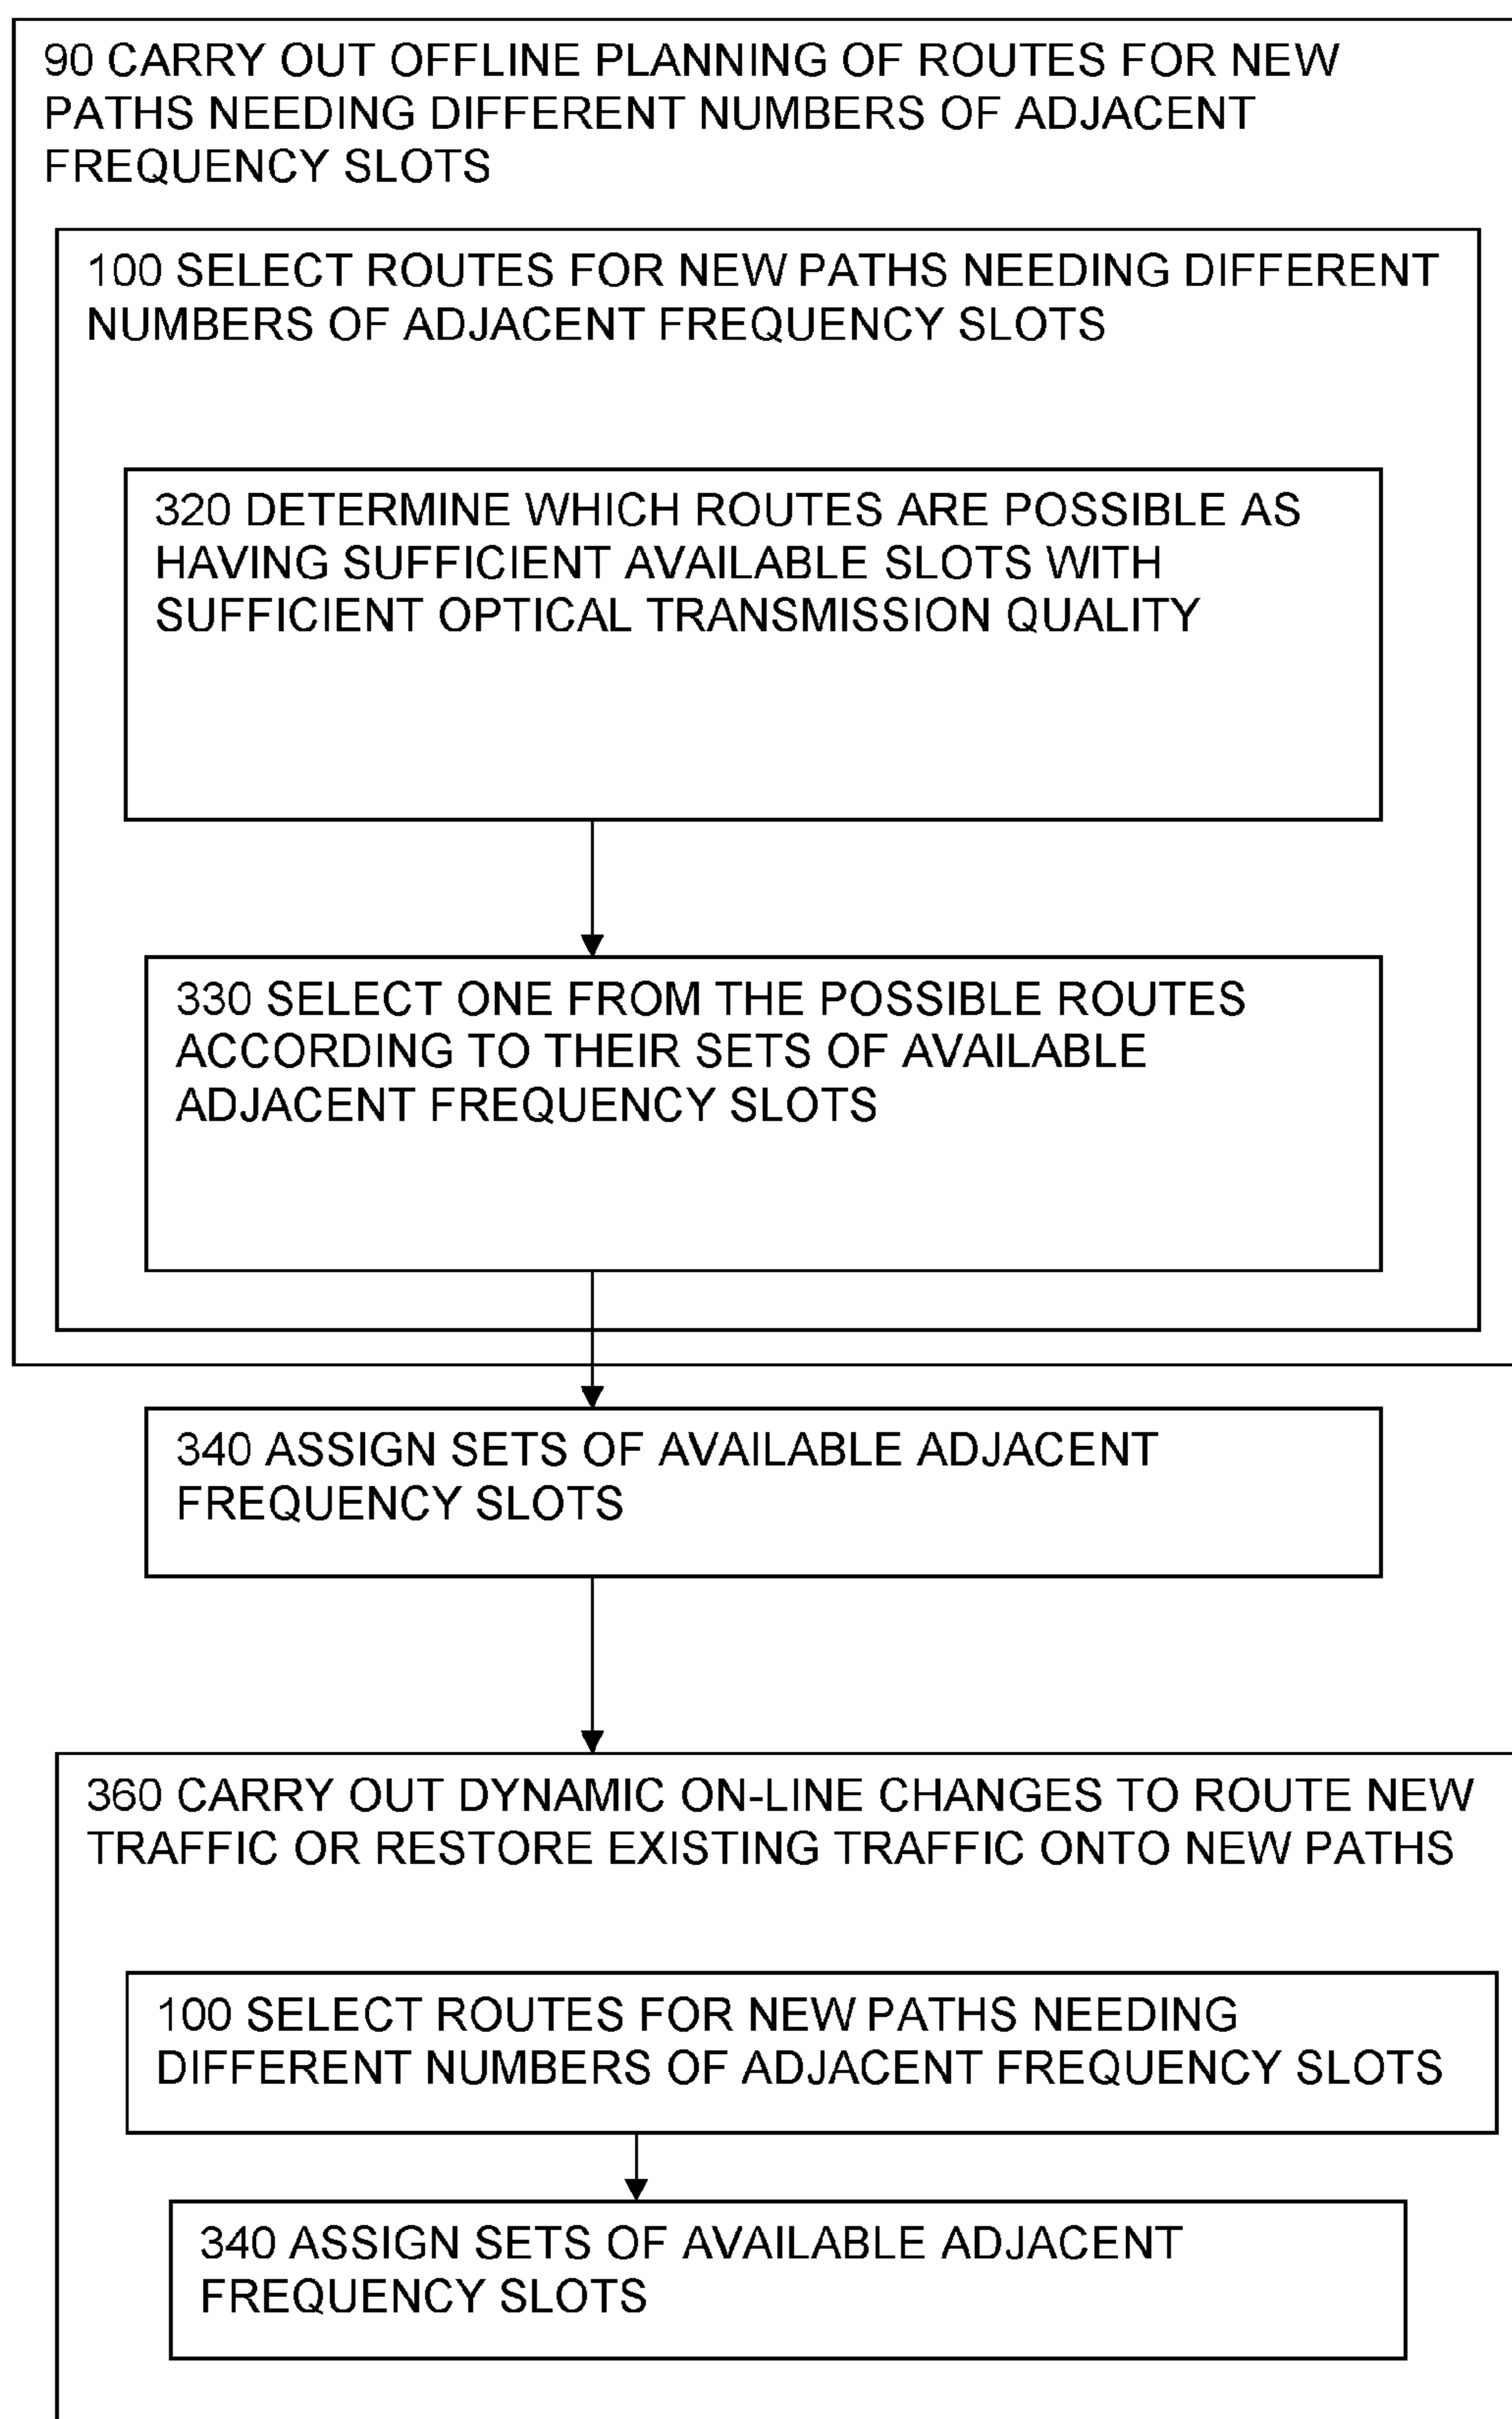 90 CARRY OUT OFFLINE PLANNING OF ROUTES FOR NEW
PATHS NEEDING DIFFERENT NUMBERS OF ADJACENT
FREQUENCY SLOTS
100 SELECT ROUTES FOR NEW PATHS NEEDING DIFFERENT
NUMBERS OF ADJACENT FREQUENCY SLOTS
320 DETERMINE WHICH ROUTES ARE POSSIBLE AS
HAVING SUFFICIENT AVAILABLE SLOTS WITH
SUFFICIENT OPTICAL TRANSMISSION QUALITY
330 SELECT ONE FROM THE POSSIBLE ROUTES
ACCORDING TO THEIR SETS OF AVAILABLE
ADJACENT FREQUENCY SLOTS
340 ASSIGN SETS OF AVAILABLE ADJACENT
FREQUENCY SLOTS
360 CARRY OUT DYNAMIC ON-LINE CHANGES TO ROUTE NEW
TRAFFIC OR RESTORE EXISTING TRAFFIC ONTO NEW PATHS
100 SELECT ROUTES FOR NEW PATHS NEEDING
DIFFERENT NUMBERS OF ADJACENT FREQUENCY SLOTS
340 ASSIGN SETS OF AVAILABLE ADJACENT
FREQUENCY SLOTS